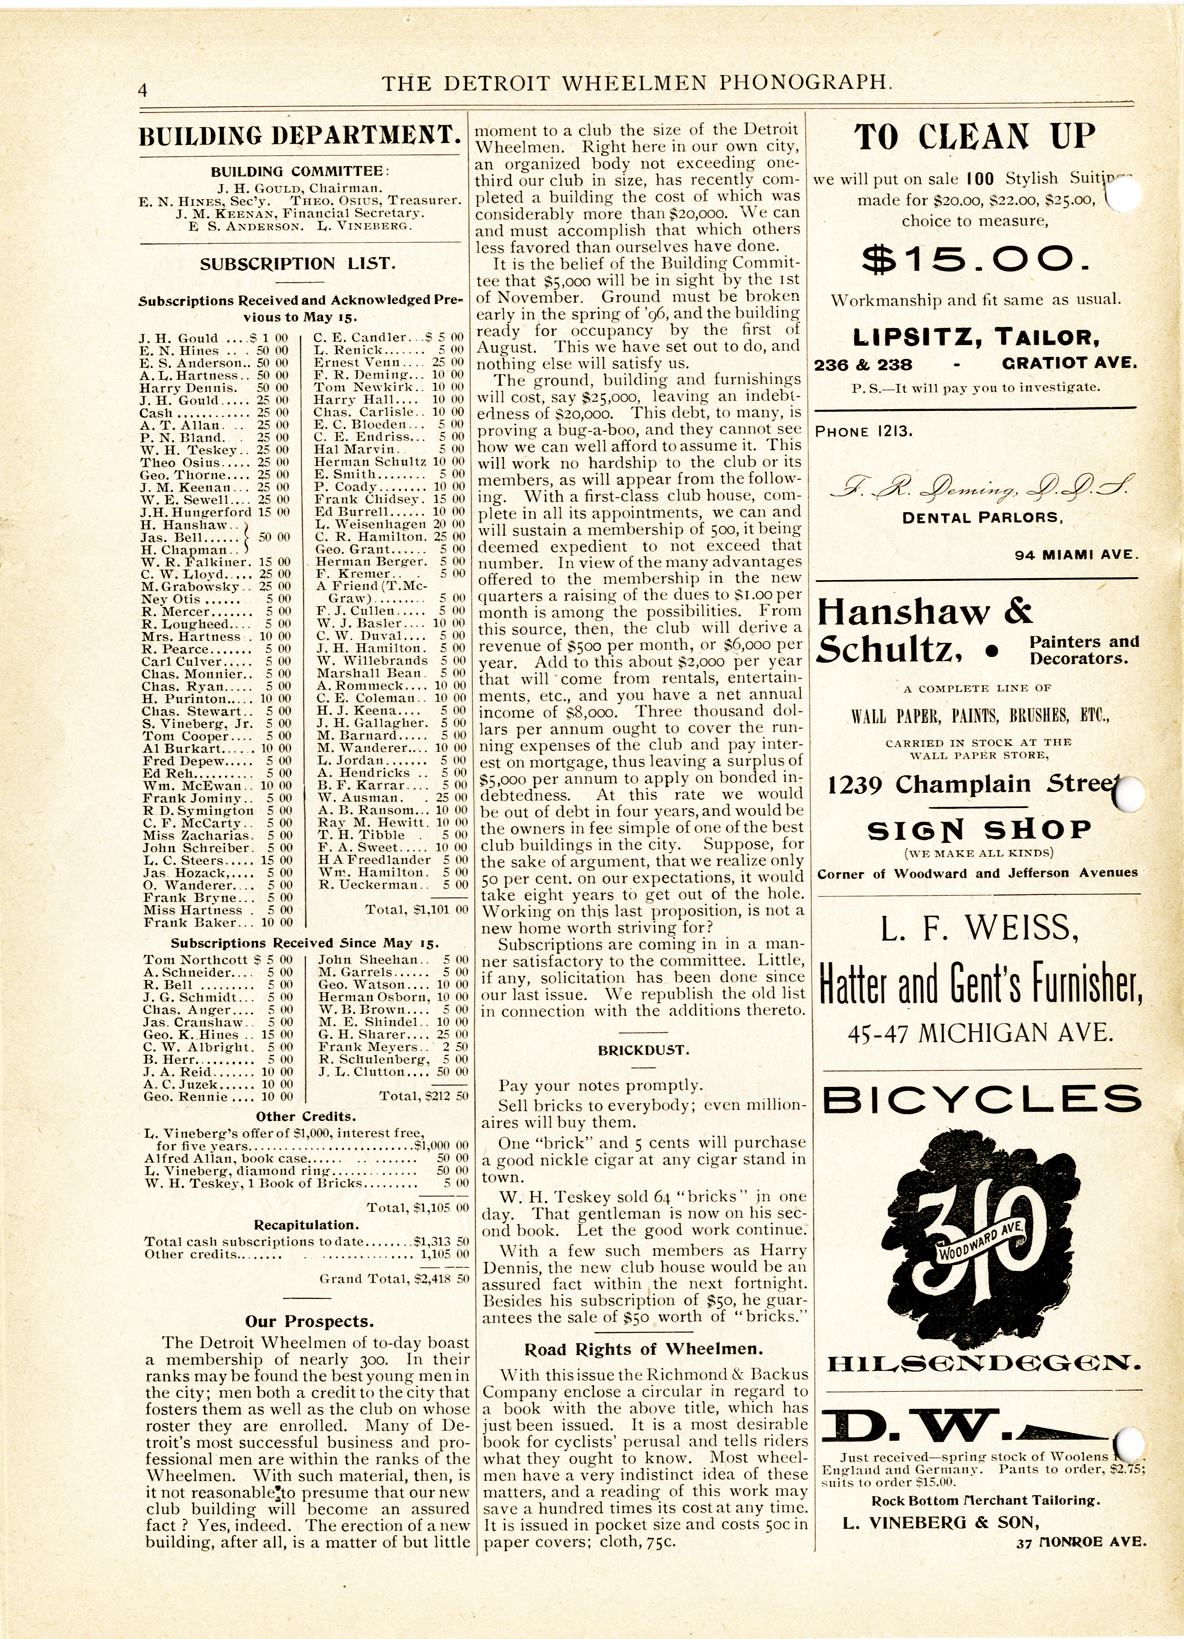 4
THE DETROIT WHEELMEN PHONOGRAPH.
BUILDING DEPARTMENT.
BUILDING COMMITTEE:
J. H. GOULD, Chairman.
E. N. HINES, Sec'y. THEO. OSIUS, Treasurer.
J. M. KEENAN, Financial Secretary.
E S. ANDERSON. L. VINEBERG.
SUBSCRIPTION LIST.
Subscriptions Received and Acknowledged Pre-
vious to May 15.
J. H. Gould ....$ 1 00
E. N. Hines .. . 50 00
E. S. Anderson.. 50 00
A. L. Hartness.. 50 00
Harry Dennis. 50 00
J. H. Gould..... 25 00
Cash ............ 25 00
A. T. Allan. .. 25 00
P. N. Bland. . 25 00
W. H. Teskey.. 25 00
Theo Osius..... 25 00
Geo. Thorne.... 25 00
J. M. Keenan... 25 00
W. E. Sewell.... 25 00
J.H. Hungerford 15 00
H. Hanshaw.. }
Jas. Bell...... } 50 00
H. Chapman.. }
W. R. Falkiner. 15 00
C. W. Lloyd..... 25 00
M. Grabowsky.. 25 00
Ney Otis ...... 5 00
R. Mercer....... 5 00
R. Lougheed.... 5 00
Mrs. Hartness . 10 00
R. Pearce....... 5 00
Carl Culver..... 5 00
Chas. Monnier.. 5 00
Chas. Ryan..... 5 00
H. Purinton..... 10 00
Chas. Stewart.. 5 00
S. Vineberg, Jr. 5 00
Tom Cooper.... 5 00
Al Burkart...... 10 00
Fred Depew..... 5 00
Ed Reh.......... 5 00
Wm. McEwan.. 10 00
Frank Jominy.. 5 00
R D. Symington 5 00
C. F. McCarty.. 5 00
Miss Zacharias. 5 00
John Schreiber. 5 00
L. C. Steers..... 15 00
Jas. Hozack,.... 5 00
O. Wanderer.... 5 00
Frank Bryne... 5 00
Miss Hartness . 5 00
Frank Baker... 10 00
C. E. Candler...$ 5 00
L. Renick....... 5 00
Ernest Venn.... 25 00
F. R. Deming... 10 00
Tom Newkirk.. 10 00
Harry Hall.... 10 00
Chas. Carlisle.. 10 00
E. C. Bloeden... 5 00
C. E. Endriss... 5 00
Hal Marvin.. 5 00
Herman Schultz 10 00
E. Smith........ 5 00
P. Coady........ 10 00
Frank Chidsey. 15 00
Ed Burrell...... 10 00
L. Weisenhagen 20 00
C. R. Hamilton. 25 00
Geo. Grant...... 5 00
Herman Berger. 5 00
F. Kremer.. 5 00
A Friend (T. Mc-
Graw) ........ 5 00
F. J. Cullen..... 5 00
W. J. Basler.... 10 00
C. W. Duval.... 5 00
J. H. Hamilton. 5 00
W. Willebrands 5 00
Marshall Bean. 5 00
A. Rommeck.... 10 00
C. E. Coleman.. 10 00
H. J. Keena.... 5 00
J. H. Gallagher. 5 00
M. Barnard..... 5 00
M. Wanderer.... 10 00
L. Jordan....... 5 00
A. Hendricks .. 5 00
B. F. Karrar.... 5 00
W. Ausman. . 25 00
A. B. Ransom... 10 00
Ray M. Hewitt. 10 00
T. H. Tibble 5 00
F. A. Sweet..... 10 00
H A Freedlander 5 00
Wm. Hamilton. 5 00
R. Ueckerman.. 5 00
Total, $1,101 00
Subscriptions Received Since May 15.
Tom Northcott $ 5 00
A. Schneider.... 5 00
R. Bell ......... 5 00
J. G. Schmidt... 5 00
Chas. Anger.... 5 00
Jas. Cranshaw.. 5 00
Geo. K. Hines .. 15 00
C. W. Albright. 5 00
B. Herr.......... 5 00
J. A. Reid....... 10 00
A. C. Juzek...... 10 00
Geo. Rennie .... 10 00
John Sheehan.. 5 00
M. Garrels...... 5 00
Geo. Watson.... 10 00
Herman Osborn, 10 00
W. B. Brown.... 5 00
M. E. Shindel.. 10 00
G. H. Sharer.... 25 00
Frank Meyers.. 2 50
R. Schulenberg, 5 00
J. L. Clutton.... 50 00
Total, $212 50
Other Credits.
L. Vineberg's offer of $1,000, interest free,
for five years..............................$1,000 00
Alfred Allan, book case...... .. ...... 50 00
L. Vineberg, diamond ring.............. 50 00
W. H. Teskey, 1 Book of Bricks......... 5 00
Total, $1,105 00
Recapitulation.
Total cash subscriptions to date........$1,313 50
Other credits....... ................ 1,105 00
Grand Total, $2,418 50
Our Prospects.
The Detroit Wheelmen of to-day boast
a membership of nearly 300. In their
ranks may be found the best young men in
the city; men both a credit to the city that
fosters them as well as the club on whose
roster they are enrolled. Many of De-
troit's most successful business and pro-
fessional men are within the ranks of the
Wheelmen. With such material, then, is
it not reasonable to presume that our new
club building will become an assured
fact ? Yes, indeed. The erection of a new
building, after all, is a matter of but little
moment to a club the size of the Detroit
Wheelmen. Right here in our own city,
an organized body not exceeding one-
third our club in size, has recently com-
pleted a building the cost of which was
considerably more than $20,000. We can
and must accomplish that which others
less favored than ourselves have done.
It is the belief of the Building Commit-
tee that $5,000 will be in sight by the 1st
of November. Ground must be broken
early in the spring of '96, and the building
ready for occupancy by the first of
August. This we have set out to do, and
nothing else will satisfy us.
The ground, building and furnishings
will cost, say $25,000, leaving an indebt-
edness of $20,000. This debt, to many, is
proving a bug-a-boo, and they cannot see
how we can well afford to assume it. This
will work no hardship to the club or its
members, as will appear from the follow-
ing. With a first-class club house, com-
plete in all its appointments, we can and
will sustain a membership of 500, it being
deemed expedient to not exceed that
number. In view of the many advantages
offered to the membership in the new
quarters a raising of the dues to $1.00 per
month is among the possibilities. From
this source, then, the club will derive a
revenue of $500 per month, or $6,000 per
year. Add to this about $2,000 per year
that will come from rentals, entertain-
ments, etc., and you have a net annual
income of $8,000. Three thousand dol-
lars per annum ought to cover the run-
ning expenses of the club and pay inter-
est on mortgage, thus leaving a surplus of
$5,000 per annum to apply on bonded in-
debtedness. At this rate we would
be out of debt in four years, and would be
the owners in fee simple of one of the best
club buildings in the city. Suppose, for
the sake of argument, that we realize only
50 per cent. on our expectations, it would
take eight years to get out of the hole.
Working on this last proposition, is not a
new home worth striving for?
Subscriptions are coming in in a man-
ner satisfactory to the committee. Little,
if any, solicitation has been done since
our last issue. We republish the old list
in connection with the additions thereto.
BRICKDUST.
Pay your notes promptly.
Sell bricks to everybody; even million-
aires will buy them.
One "brick" and 5 cents will purchase
a good nickle cigar at any cigar stand in
town.
W. H. Teskey sold 64 "bricks" in one
day. That gentleman is now on his sec-
ond book. Let the good work continue.
With a few such members as Harry
Dennis, the new club house would be an
assured fact within the next fortnight.
Besides his subscription of $50, he guar-
antees the sale of $50 worth of "bricks."
Road Rights of Wheelmen.
With this issue the Richmond & Backus
Company enclose a circular in regard to
a book with the above title, which has
just been issued. It is a most desirable
book for cyclists' perusal and tells riders
what they ought to know. Most wheel-
men have a very indistinct idea of these
matters, and a reading of this work may
save a hundred times its cost at any time.
It is issued in pocket size and costs 50c in
paper covers; cloth, 75c.
TO CLEAN UP
we will put on sale 100 Stylish
made for $20.00, $22.00, $25.00,
choice to measure,
$15.00.
Workmanship and fit same as usual.
LIPSITZ, TAILOR,
236 & 238 - GRATIOT AVE.
P. S.—It will pay you to investigate.
PHONE 1213.
F. R. Deming, D.D.S.
DENTAL PARLORS,
94 MIAMI AVE.
Hanshaw &
Schultz, • Painters and
Decorators.
A COMPLETE LINE OF
WALL PAPER, PAINTS, BRUSHES, ETC.,
CARRIED IN STOCK AT THE
WALL PAPER STORE,
1239 Champlain Street
SIGN SHOP
(WE MAKE ALL KINDS)
Corner of Woodward and Jefferson Avenues
L. F. WEISS,
Hatter and Gent's Furnisher,
45-47 MICHIGAN AVE.
BICYCLES
310
WOODWARD AVE.
HILSENDEGEN.
D. W.
Just received—spring stock of Woolens
England and Germany. Pants to order, $2.75;
suits to order $15.00.
Rock Bottom Merchant Tailoring.
L. VINEBERG & SON,
37 MONROE AVE.